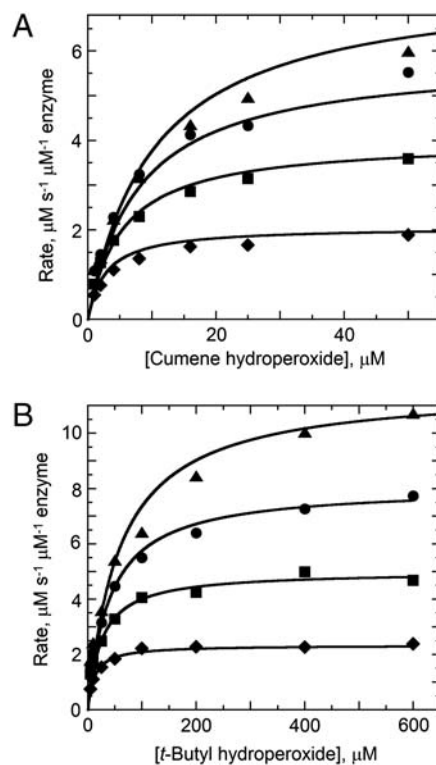 A
6
4
2
0
Rate, μM s⁻¹ μM⁻¹ enzyme
0 20 40
[Cumene hydroperoxide], μM
B
10
8
6
4
2
0
Rate, μM s⁻¹ μM⁻¹ enzyme
0 200 400 600
[t-Butyl hydroperoxide], μM